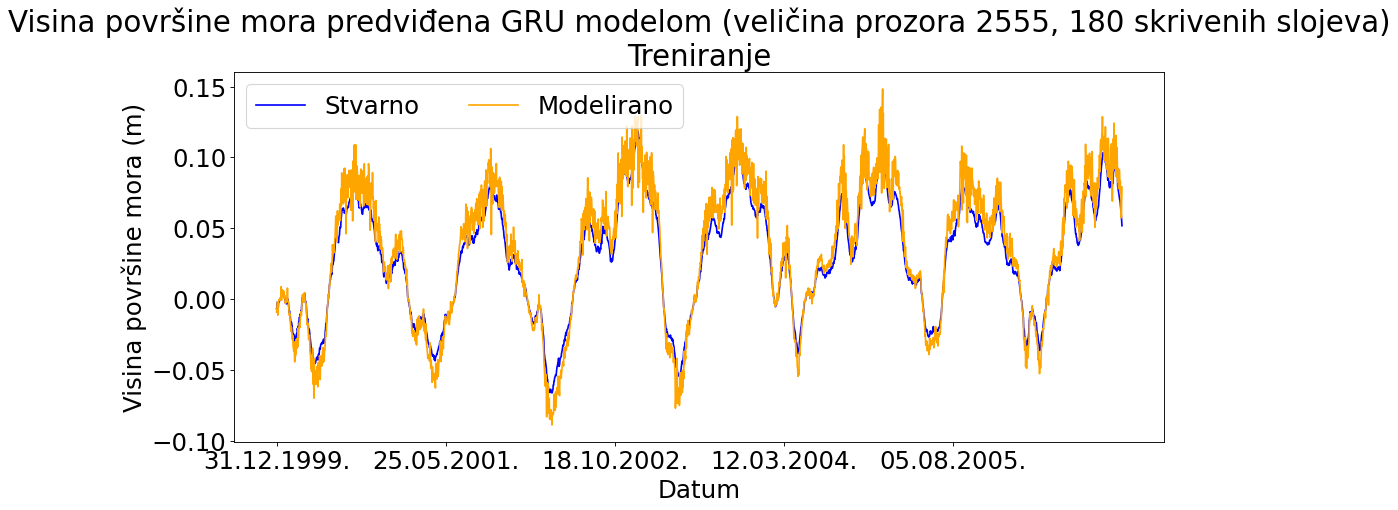 Visina površine mora predviđena GRU modelom (veličina prozora 2555, 180 skrivenih slojeva)
Treniranje
Stvarno
Modelirano
Visina površine mora (m)
0.15
0.10
0.05
0.00
−0.05
−0.10
31.12.1999.
25.05.2001.
18.10.2002.
12.03.2004.
05.08.2005.
Datum